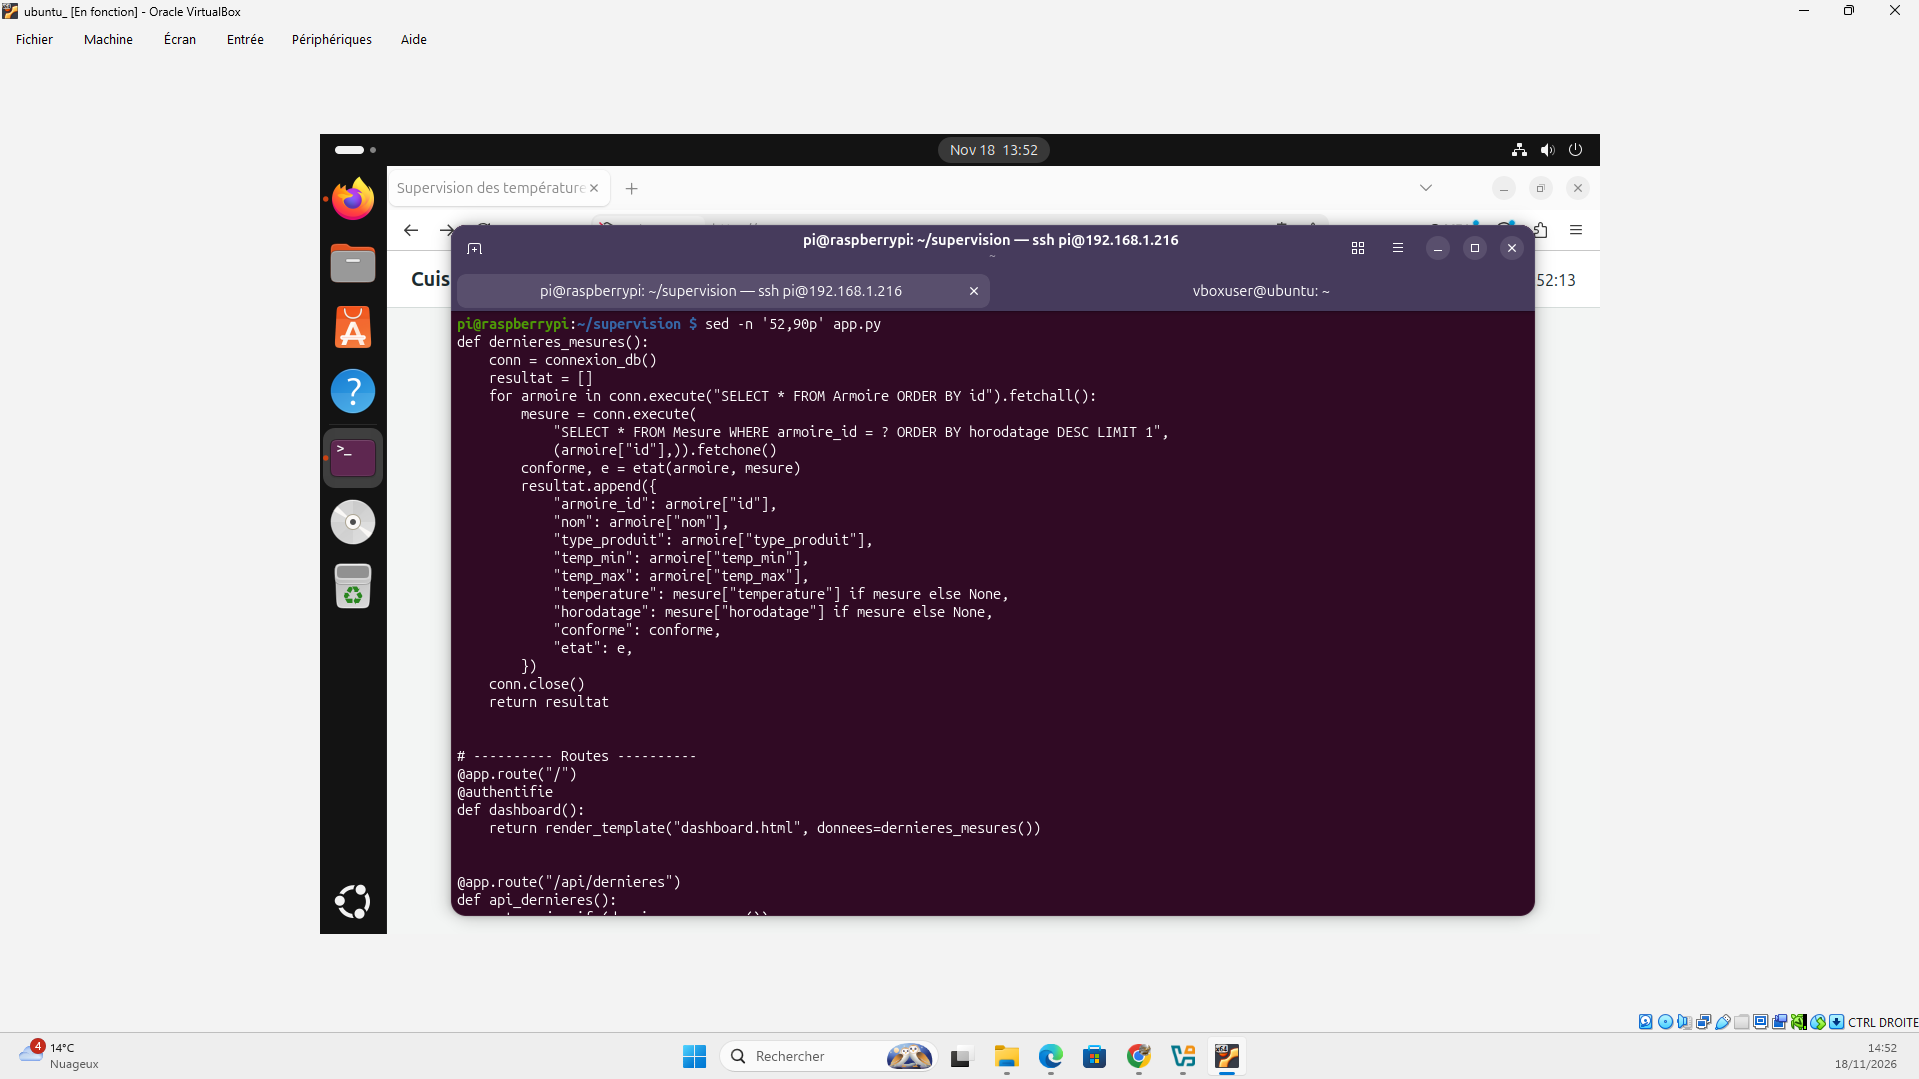 ubuntu_ [En fonction] - Oracle VirtualBox
Fichier Machine Écran Entrée Périphériques Aide
Nov 18 13:52
Supervision des température
Cuis
52:13
pi@raspberrypi: ~/supervision — ssh pi@192.168.1.216
~
pi@raspberrypi: ~/supervision — ssh pi@192.168.1.216
vboxuser@ubuntu: ~
pi@raspberrypi:~/supervision $ sed -n '52,90p' app.py
def dernieres_mesures():
    conn = connexion_db()
    resultat = []
    for armoire in conn.execute("SELECT * FROM Armoire ORDER BY id").fetchall():
        mesure = conn.execute(
            "SELECT * FROM Mesure WHERE armoire_id = ? ORDER BY horodatage DESC LIMIT 1",
            (armoire["id"],)).fetchone()
        conforme, e = etat(armoire, mesure)
        resultat.append({
            "armoire_id": armoire["id"],
            "nom": armoire["nom"],
            "type_produit": armoire["type_produit"],
            "temp_min": armoire["temp_min"],
            "temp_max": armoire["temp_max"],
            "temperature": mesure["temperature"] if mesure else None,
            "horodatage": mesure["horodatage"] if mesure else None,
            "conforme": conforme,
            "etat": e,
        })
    conn.close()
    return resultat
# ---------- Routes ----------
@app.route("/")
@authentifie
def dashboard():
    return render_template("dashboard.html", donnees=dernieres_mesures())
@app.route("/api/dernieres")
def api_dernieres():
CTRL DROITE
4
14°C
Nuageux
Rechercher
14:52
18/11/2026